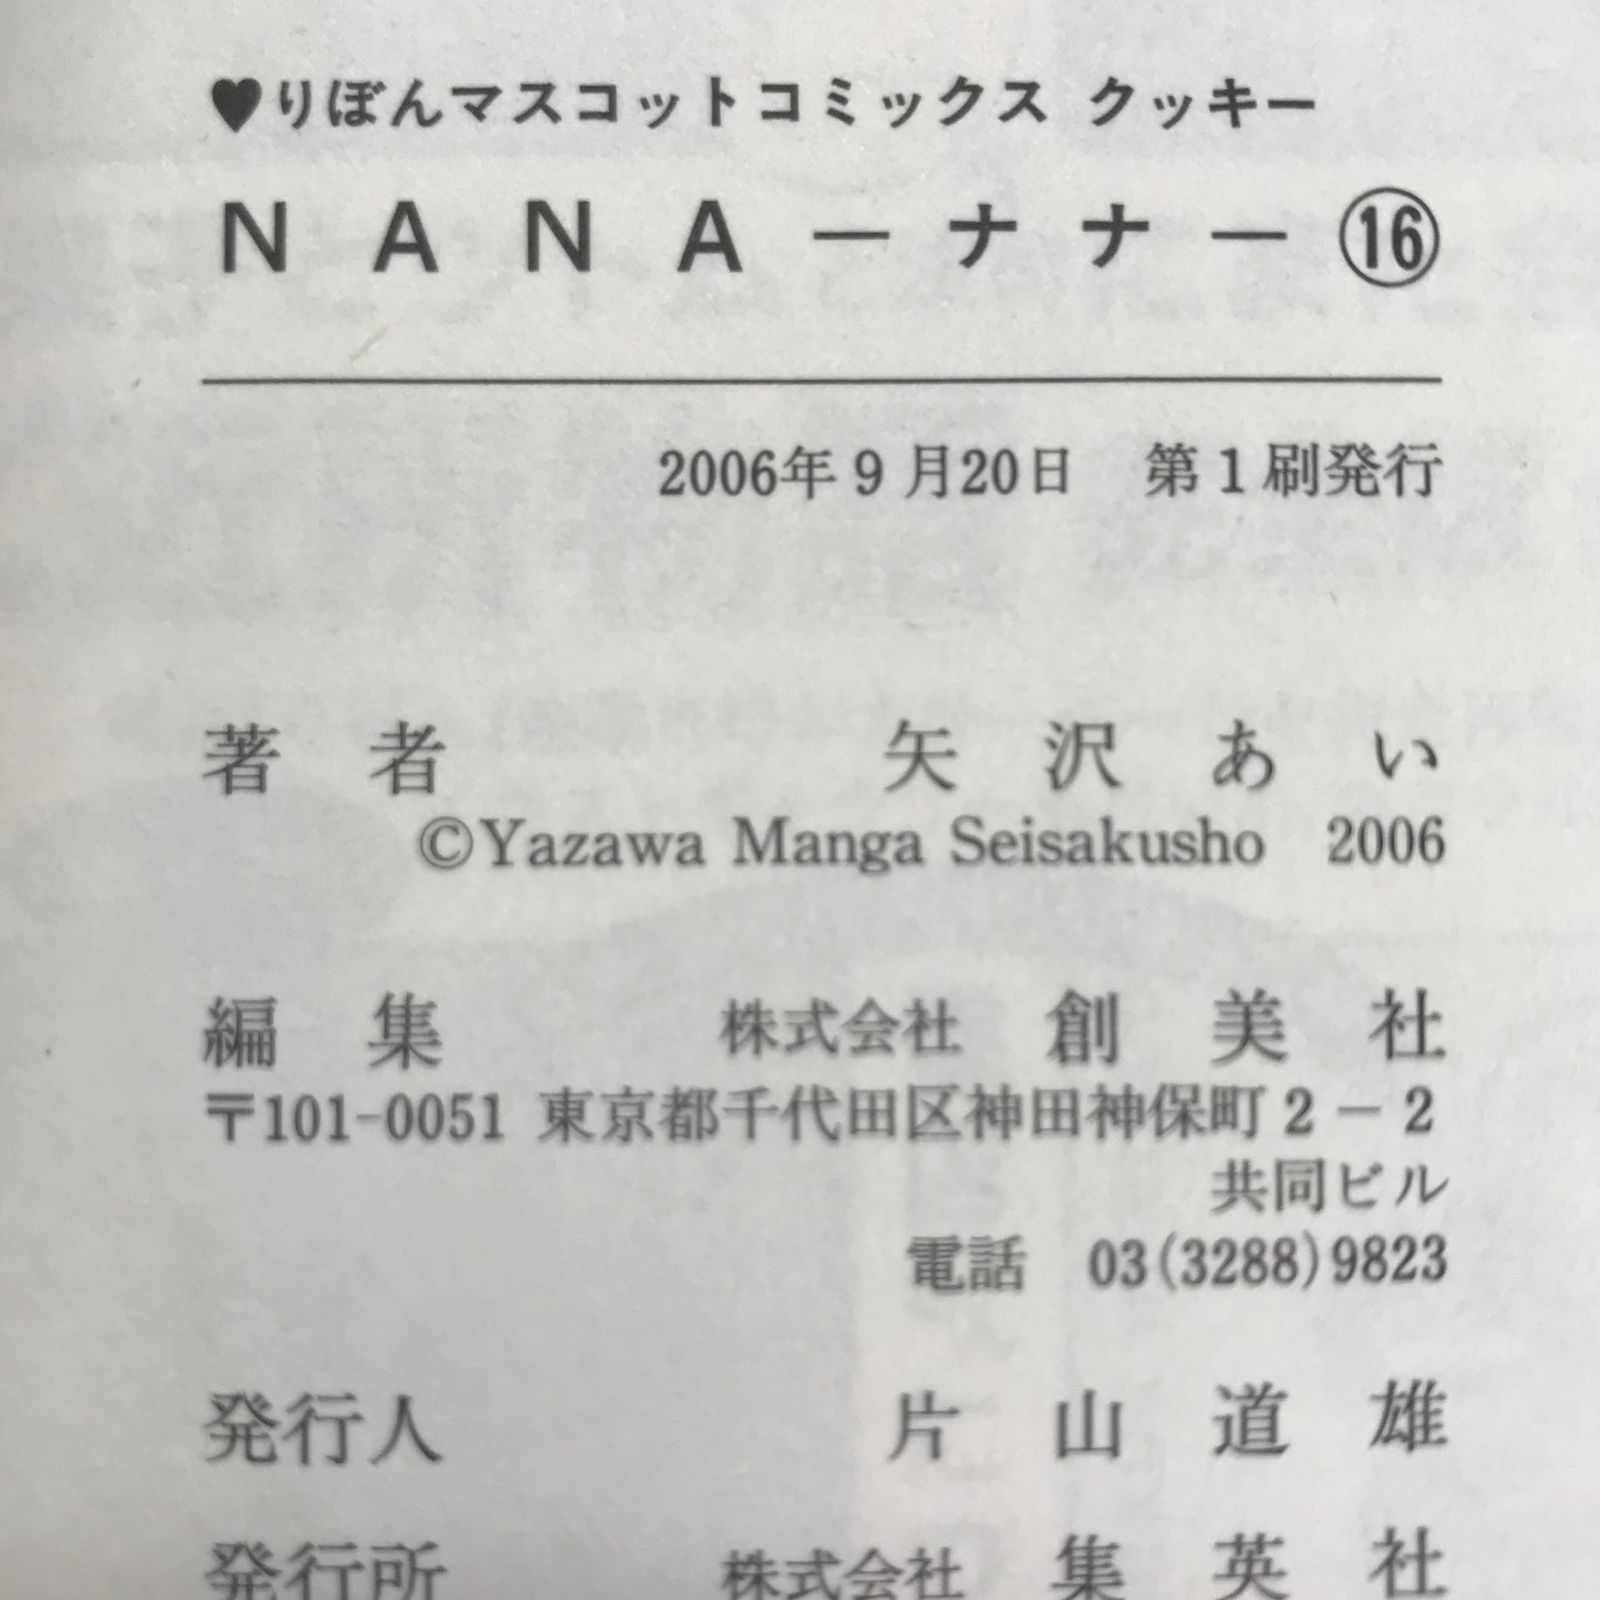 ♥りぼんマスコットコミックス クッキー
NANA―ナナ―⑯
2006年9月20日 第1刷発行
著者 矢沢あい
©Yazawa Manga Seisakusho 2006
編集 株式会社 創美社
〒101-0051 東京都千代田区神田神保町2－2
共同ビル
電話 03(3288)9823
発行人 片山道雄
発行所 株式会社 集英社